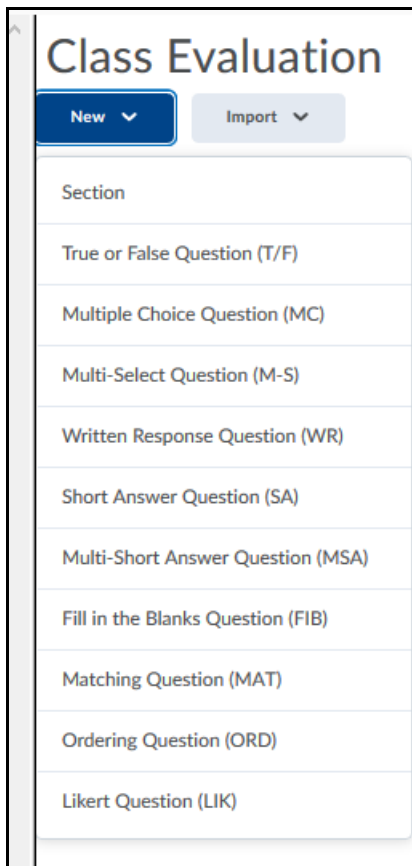 Class Evaluation
New Import
Section
True or False Question (T/F)
Multiple Choice Question (MC)
Multi-Select Question (M-S)
Written Response Question (WR)
Short Answer Question (SA)
Multi-Short Answer Question (MSA)
Fill in the Blanks Question (FIB)
Matching Question (MAT)
Ordering Question (ORD)
Likert Question (LIK)